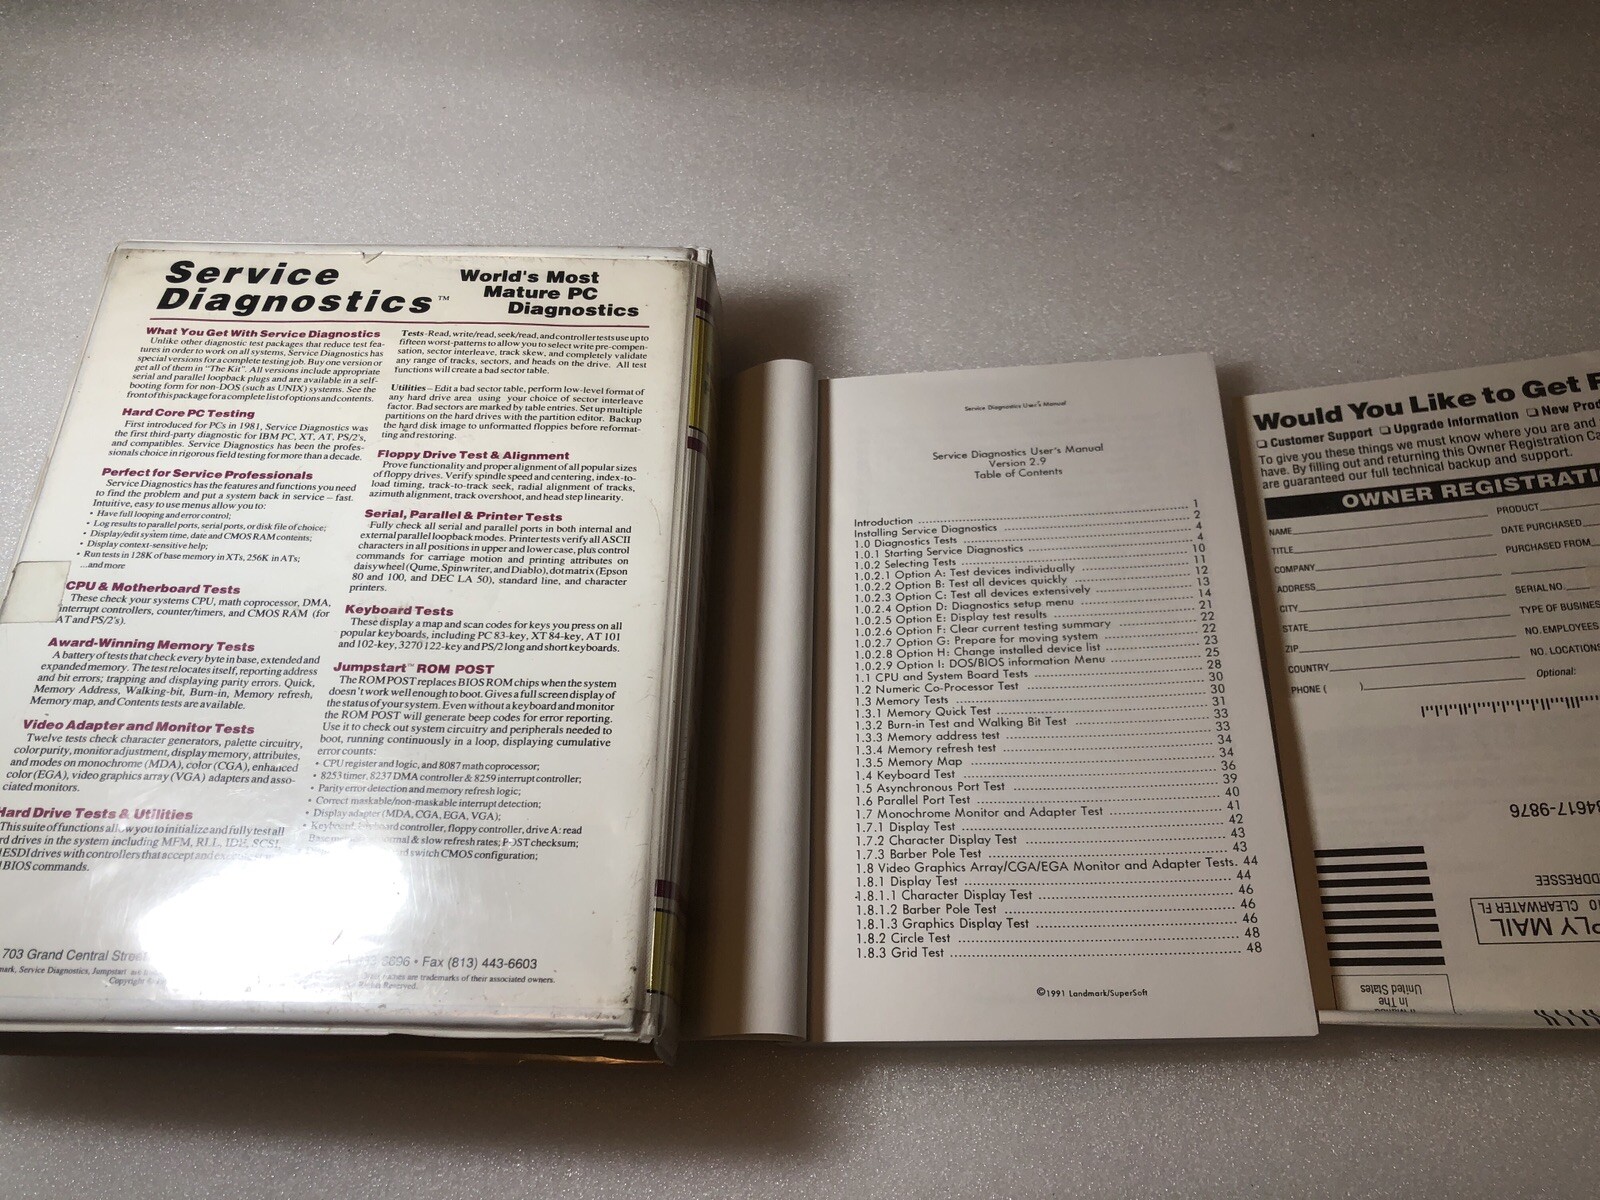 Service
Diagnostics™
World's Most
Mature PC
Diagnostics
What You Get With Service Diagnostics
Unlike other diagnostic test packages that reduce test fea-
tures in order to work on all systems, Service Diagnostics has
special versions for a complete testing job. Buy one version or
get all of them in "The Kit". All versions include appropriate
serial and parallel loopback plugs and are available in a self-
booting form for non-DOS (such as UNIX) systems. See the
front of this package for a complete list of options and contents.
Hard Core PC Testing
First introduced for PCs in 1981, Service Diagnostics was
the first third-party diagnostic for IBM PC, XT, AT, PS/2's,
and compatibles. Service Diagnostics has been the profes-
sionals choice in rigorous field testing for more than a decade.
Perfect for Service Professionals
Service Diagnostics has the features and functions you need
to find the problem and put a system back in service – fast.
Intuitive, easy to use menus allow you to:
• Have full looping and error control;
• Log results to parallel ports, serial ports, or disk file of choice;
• Display/edit system time, date and CMOS RAM contents;
• Display context-sensitive help;
• Run tests in 128K of base memory in XTs, 256K in ATs;
...and more
CPU & Motherboard Tests
These check your systems CPU, math coprocessor, DMA,
interrupt controllers, counter/timers, and CMOS RAM (for
AT and PS/2's).
Award-Winning Memory Tests
A battery of tests that check every byte in base, extended and
expanded memory. The test relocates itself, reporting address
and bit errors; trapping and displaying parity errors. Quick,
Memory Address, Walking-bit, Burn-in, Memory refresh,
Memory map, and Contents tests are available.
Video Adapter and Monitor Tests
Twelve tests check character generators, palette circuitry,
color purity, monitor adjustment, display memory, attributes,
and modes on monochrome (MDA), color (CGA), enhanced
color (EGA), video graphics array (VGA) adapters and asso-
ciated monitors.
Hard Drive Tests & Utilities
This suite of functions allow you to initialize and fully test all
rd drives in the system including MFM, RLL, IDE, SCSI,
ESDI drives with controllers that accept and
BIOS commands.
Tests–Read, write/read, seek/read, and controller tests use up to
fifteen worst-patterns to allow you to select write pre-compen-
sation, sector interleave, track skew, and completely validate
any range of tracks, sectors, and heads on the drive. All test
functions will create a bad sector table.
Utilities – Edit a bad sector table, perform low-level format of
any hard drive area using your choice of sector interleave
factor. Bad sectors are marked by table entries. Set up multiple
partitions on the hard drives with the partition editor. Backup
the hard disk image to unformatted floppies before reformat-
ting and restoring.
Floppy Drive Test & Alignment
Prove functionality and proper alignment of all popular sizes
of floppy drives. Verify spindle speed and centering, index-to-
load timing, track-to-track seek, radial alignment of tracks,
azimuth alignment, track overshoot, and head step linearity.
Serial, Parallel & Printer Tests
Fully check all serial and parallel ports in both internal and
external parallel loopback modes. Printer tests verify all ASCII
characters in all positions in upper and lower case, plus control
commands for carriage motion and printing attributes on
daisywheel (Qume, Spinwriter, and Diablo), dot matrix (Epson
80 and 100, and DEC LA 50), standard line, and character
printers.
Keyboard Tests
These display a map and scan codes for keys you press on all
popular keyboards, including PC 83-key, XT 84-key, AT 101
and 102-key, 3270 122-key and PS/2 long and short keyboards.
Jumpstart™ ROM POST
The ROM POST replaces BIOS ROM chips when the system
doesn't work well enough to boot. Gives a full screen display of
the status of your system. Even without a keyboard and monitor
the ROM POST will generate beep codes for error reporting.
Use it to check out system circuitry and peripherals needed to
boot, running continuously in a loop, displaying cumulative
error counts:
• CPU register and logic, and 8087 math coprocessor;
• 8253 timer, 8237 DMA controller & 8259 interrupt controller;
• Parity error detection and memory refresh logic;
• Correct maskable/non-maskable interrupt detection;
• Display adapter (MDA, CGA, EGA, VGA);
• Keyboard, keyboard controller, floppy controller, drive A: read
& slow refresh rates; POST checksum;
switch CMOS configuration;
703 Grand Central Street
• Fax (813) 443-6603
mark, Service Diagnostics, Jumpstart
names are trademarks of their associated owners.
Copyright
Rights Reserved.
Service Diagnostics User's Manual
Service Diagnostics User's Manual
Version 2.9
Table of Contents
Introduction ........ 1
Installing Service Diagnostics ........ 2
1.0 Diagnostics Tests ........ 4
1.0.1 Starting Service Diagnostics ........ 4
1.0.2 Selecting Tests ........ 10
1.0.2.1 Option A: Test devices individually ........ 11
1.0.2.2 Option B: Test all devices quickly ........ 12
1.0.2.3 Option C: Test all devices extensively ........ 13
1.0.2.4 Option D: Diagnostics setup menu ........ 14
1.0.2.5 Option E: Display test results ........ 21
1.0.2.6 Option F: Clear current testing summary ........ 22
1.0.2.7 Option G: Prepare for moving system ........ 22
1.0.2.8 Option H: Change installed device list ........ 23
1.0.2.9 Option I: DOS/BIOS information Menu ........ 25
1.1 CPU and System Board Tests ........ 28
1.2 Numeric Co-Processor Test ........ 30
1.3 Memory Tests ........ 30
1.3.1 Memory Quick Test ........ 31
1.3.2 Burn-in Test and Walking Bit Test ........ 33
1.3.3 Memory address test ........ 33
1.3.4 Memory refresh test ........ 34
1.3.5 Memory Map ........ 34
1.4 Keyboard Test ........ 36
1.5 Asynchronous Port Test ........ 39
1.6 Parallel Port Test ........ 40
1.7 Monochrome Monitor and Adapter Test ........ 41
1.7.1 Display Test ........ 42
1.7.2 Character Display Test ........ 43
1.7.3 Barber Pole Test ........ 43
1.8 Video Graphics Array/CGA/EGA Monitor and Adapter Tests. 44
1.8.1 Display Test ........ 44
1.8.1.1 Character Display Test ........ 46
1.8.1.2 Barber Pole Test ........ 46
1.8.1.3 Graphics Display Test ........ 46
1.8.2 Circle Test ........ 48
1.8.3 Grid Test ........ 48
©1991 Landmark/SuperSoft
Would You Like to Get F
❏ Customer Support ❏ Upgrade Information ❏ New Prod
To give you these things we must know where you are and
have. By filling out and returning this Owner Registration Ca
are guaranteed our full technical backup and support.
OWNER REGISTRATI
NAME
TITLE
COMPANY
ADDRESS
CITY
STATE
ZIP
COUNTRY
PHONE ( )
PRODUCT
DATE PURCHASED
PURCHASED FROM
SERIAL NO.
TYPE OF BUSINES
NO. EMPLOYEES
NO. LOCATIONS
Optional:
34617-9876
DDRESSEE
10 CLEARWATER FL
PLY MAIL
In The
United States